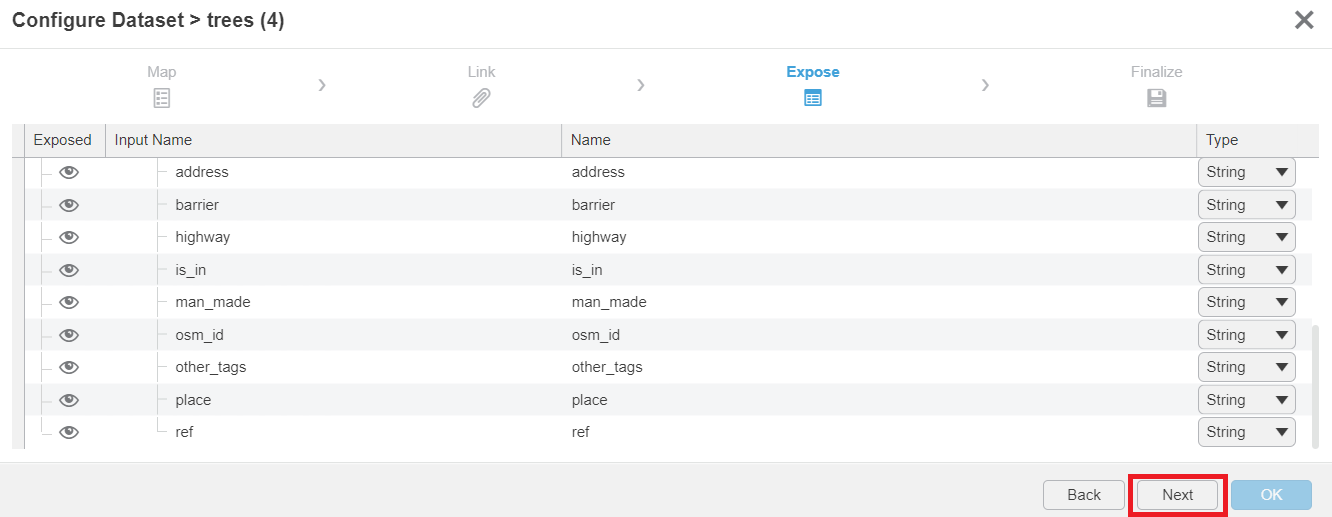 Configure Dataset > trees (4)
Map
Link
Expose
Finalize
Exposed Input Name Name Type
address address String
barrier barrier String
highway highway String
is_in is_in String
man_made man_made String
osm_id osm_id String
other_tags other_tags String
place place String
ref ref String
Back Next OK